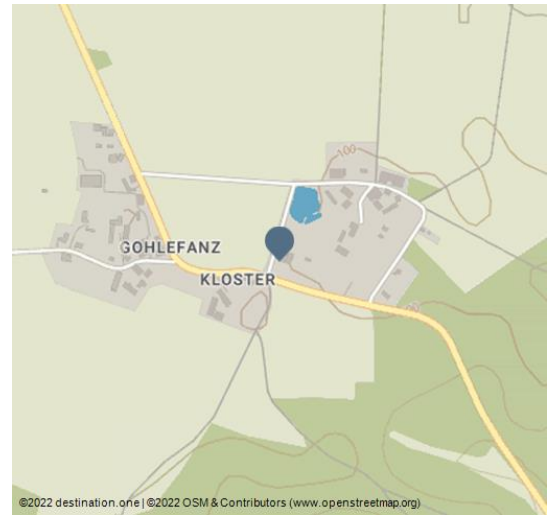 100
GOHLEFANZ
KLOSTER
©2022 destination.one | ©2022 OSM & Contributors (www.openstreetmap.org)